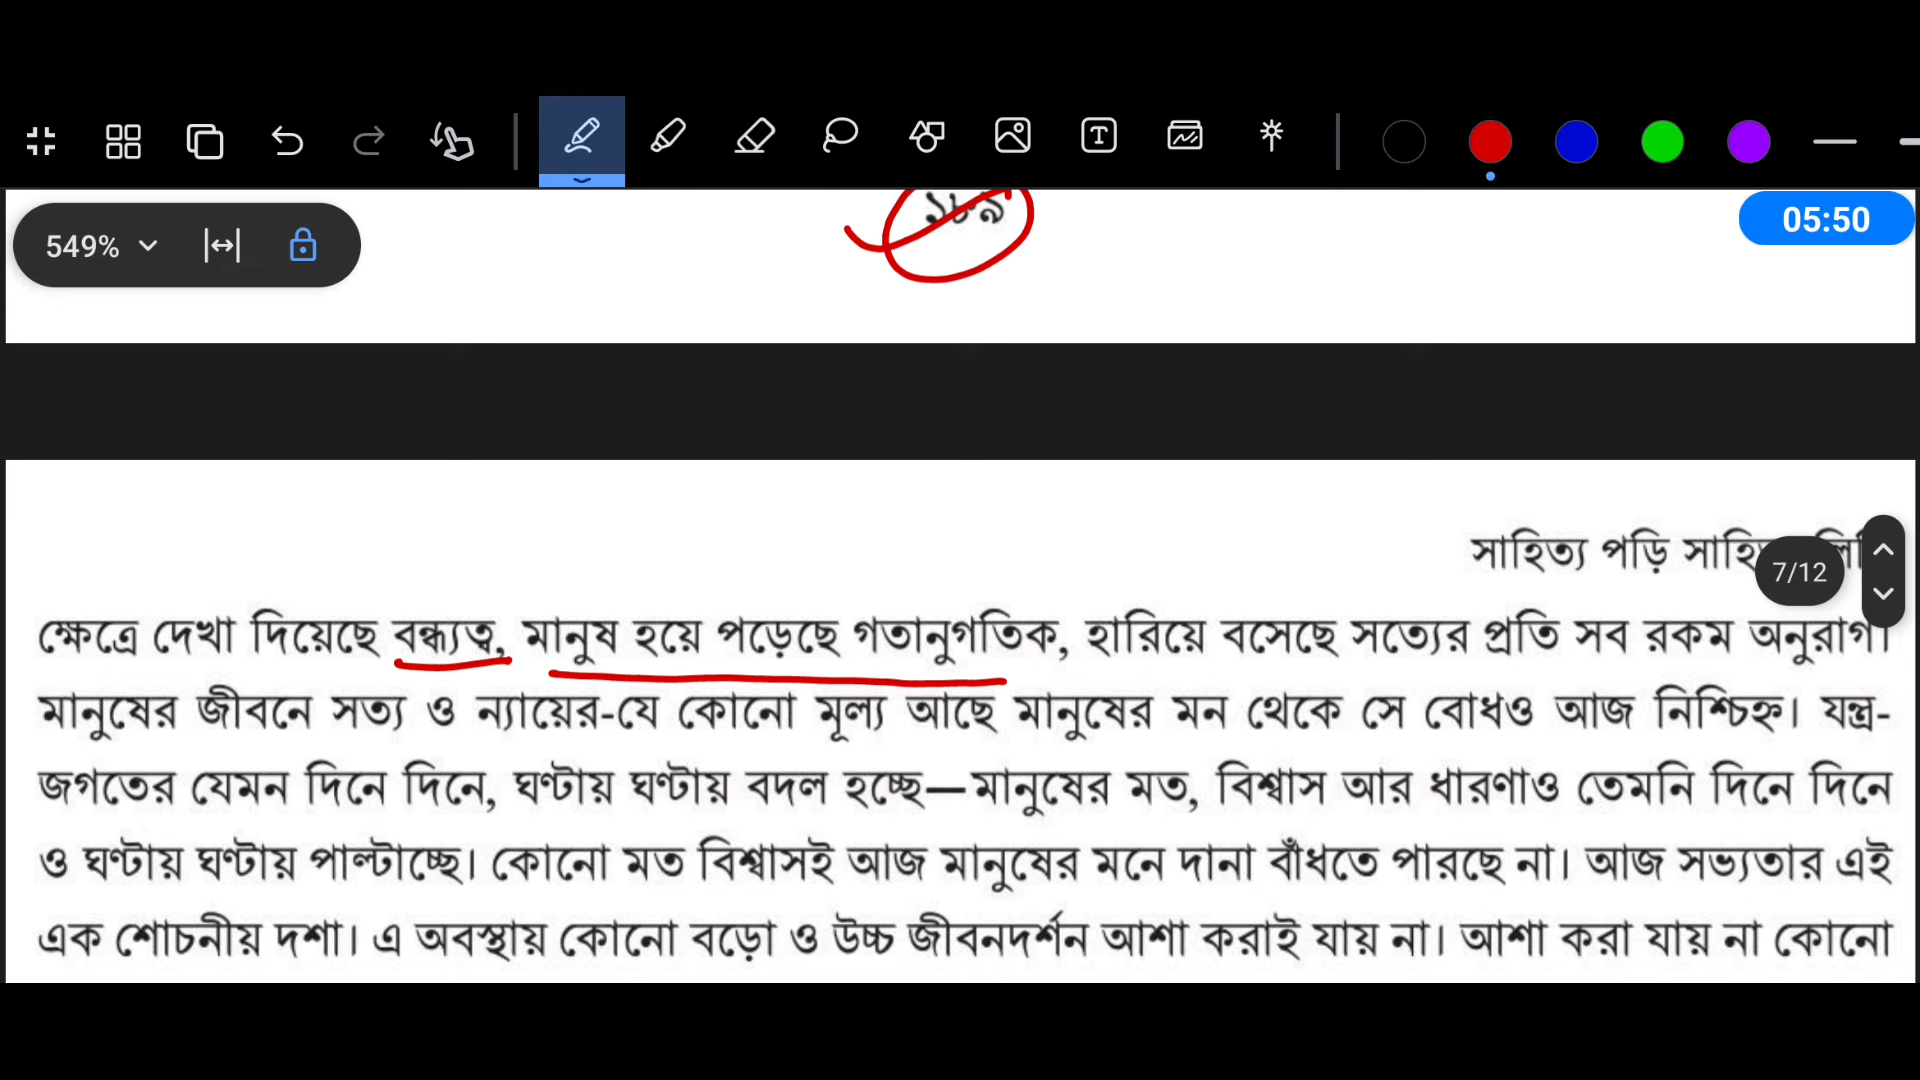 549%
১৮৯
05:50
সাহিত্য পড়ি
7/12
ক্ষেত্রে দেখা দিয়েছে বন্ধ্যত্ব, মানুষ হয়ে পড়েছে গতানুগতিক, হারিয়ে বসেছে সত্যের প্রতি সব রকম অনুরাগ।
মানুষের জীবনে সত্য ও ন্যায়ের-যে কোনো মূল্য আছে মানুষের মন থেকে সে বোধও আজ নিশ্চিহ্ন। যন্ত্র-
জগতের যেমন দিনে দিনে, ঘণ্টায় ঘণ্টায় বদল হচ্ছে—মানুষের মত, বিশ্বাস আর ধারণাও তেমনি দিনে দিনে
ও ঘণ্টায় ঘণ্টায় পাল্টাচ্ছে। কোনো মত বিশ্বাসই আজ মানুষের মনে দানা বাঁধতে পারছে না। আজ সভ্যতার এই
এক শোচনীয় দশা। এ অবস্থায় কোনো বড়ো ও উচ্চ জীবনদর্শন আশা করাই যায় না। আশা করা যায় না কোনো